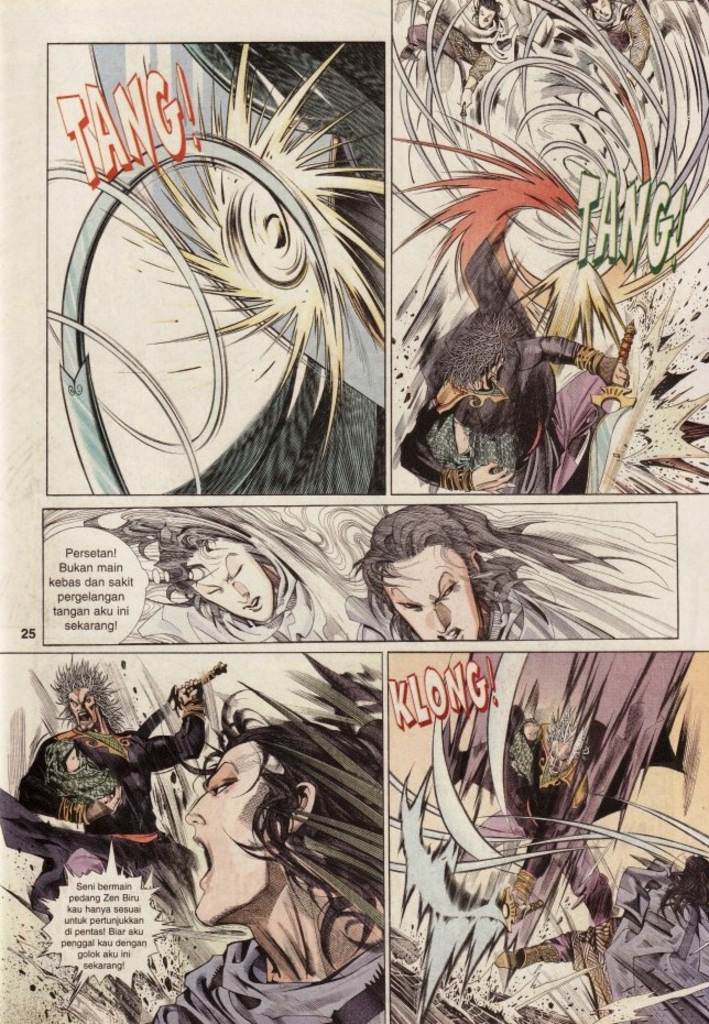 TANG!
TANG!
Persetan!
Bukan main
kebas dan sakit
pergelangan
tangan aku ini
sekarang!
25
Seni bermain
pedang Zen Biru
kau hanya sesuai
untuk pertunjukkan
di pentas! Biar aku
penggal kau dengan
golok aku ini
sekarang!
KLONG!